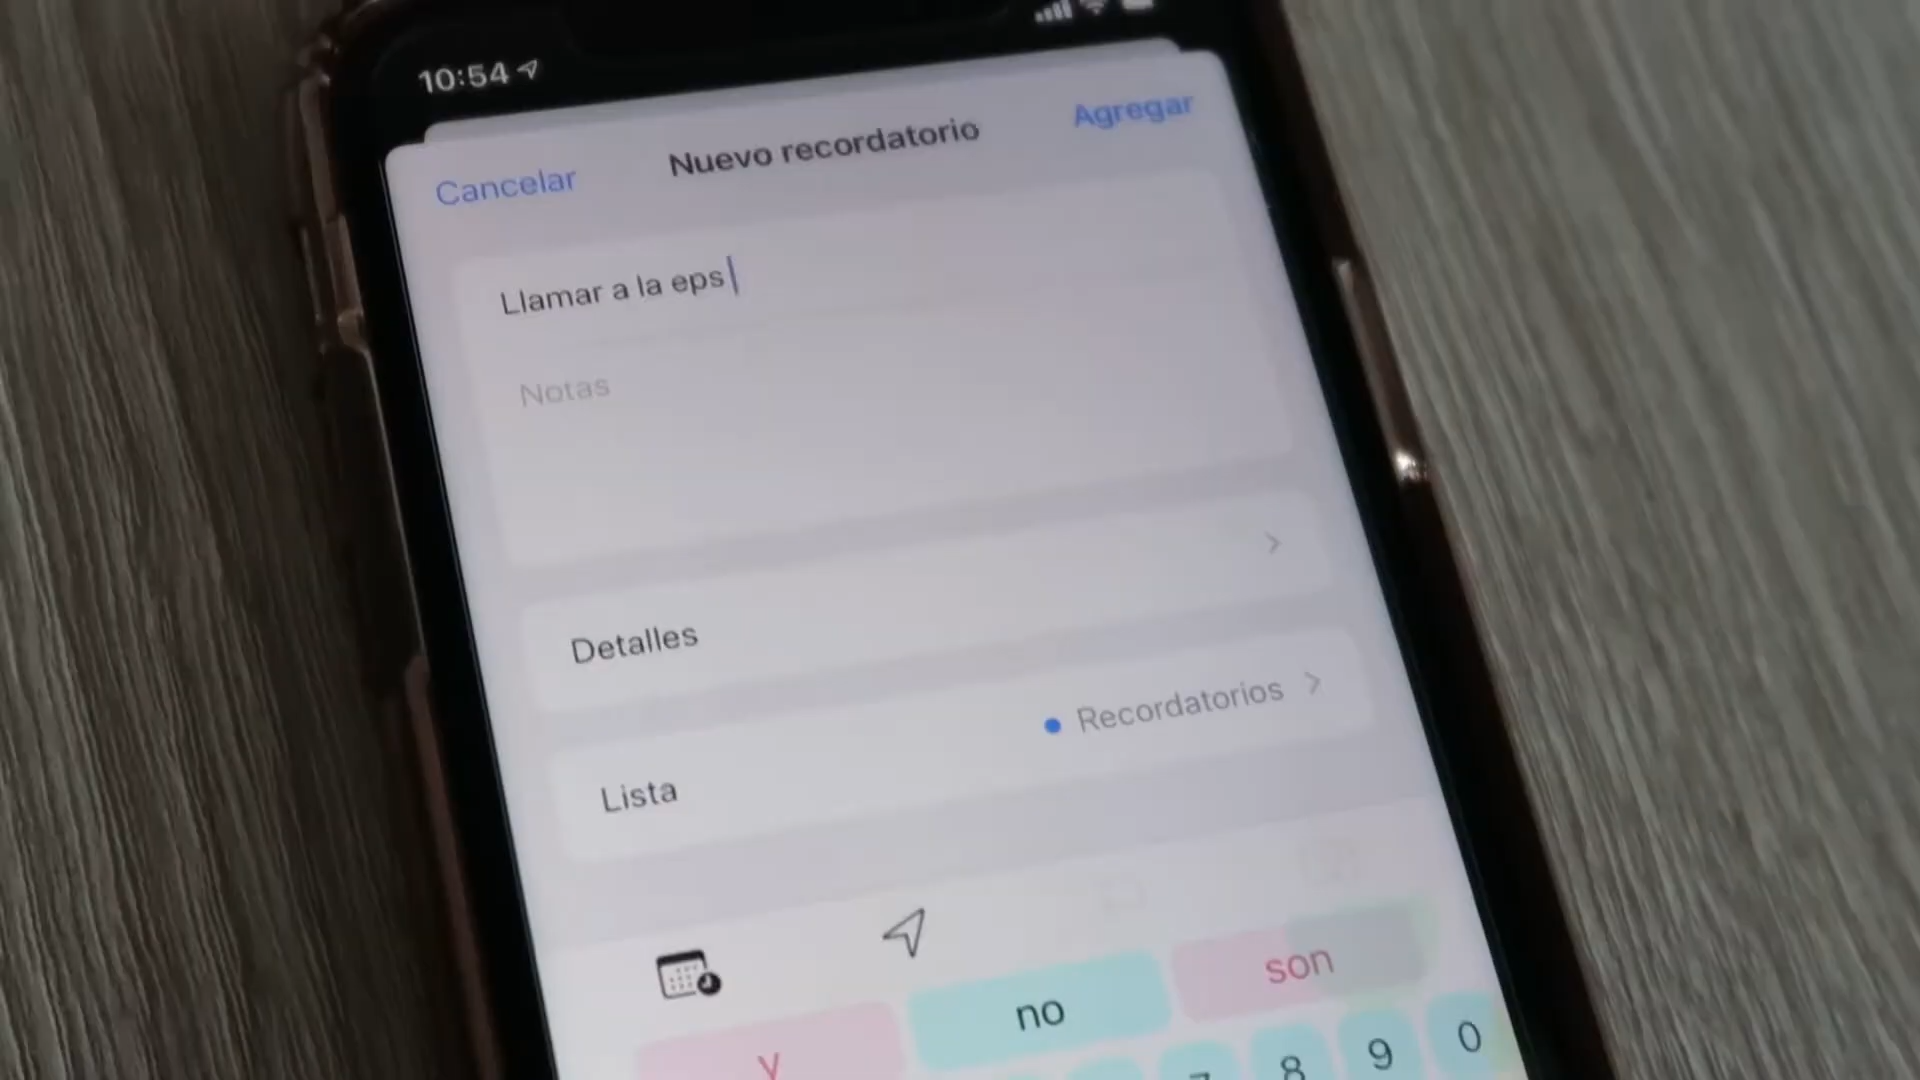 10:54
Cancelar
Nuevo recordatorio
Agregar
Llamar a la eps
Notas
Detalles
Recordatorios
Lista
y
no
son
8
9
0